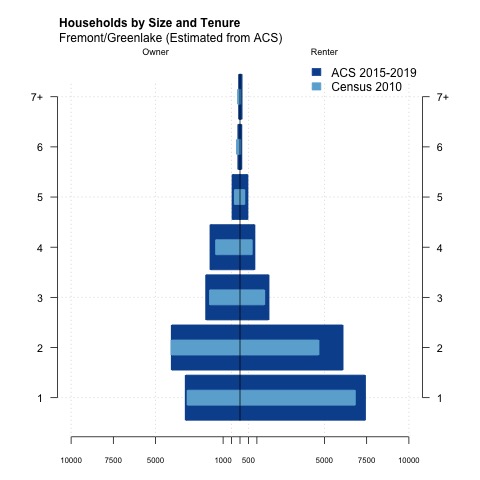 Households by Size and Tenure
Fremont/Greenlake (Estimated from ACS)
Owner Renter
ACS 2015-2019
Census 2010
7+ 7+
6 6
5 5
4 4
3 3
2 2
1 1
10000 7500 5000 1000 500 5000 7500 10000